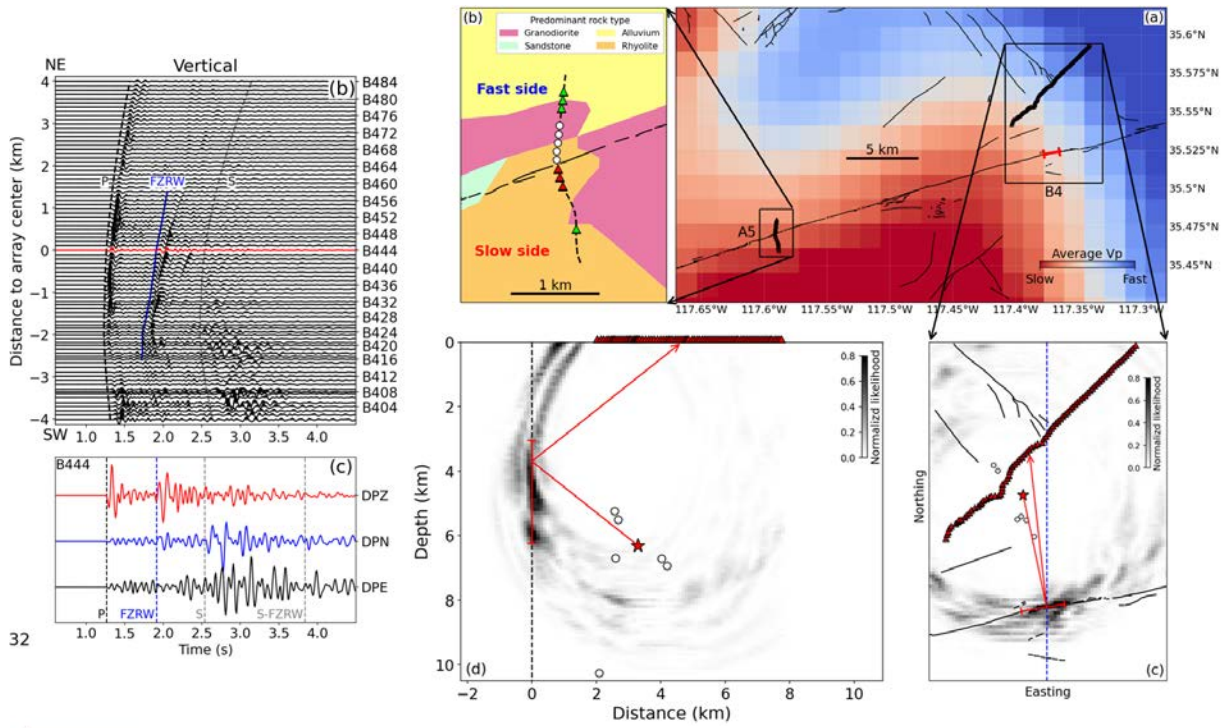 NE
Vertical
(b)
Distance to array center (km)
4
3
2
1
0
−1
−2
−3
−4
P
FZRW
S
B484
B480
B476
B472
B468
B464
B460
B456
B452
B448
B444
B440
B436
B432
B428
B424
B420
B416
B412
B408
B404
SW
1.0 1.5 2.0 2.5 3.0 3.5 4.0
B444
(c)
DPZ
DPN
DPE
P FZRW S S-FZRW
1.0 1.5 2.0 2.5 3.0 3.5 4.0
Time (s)
32
(b)
Predominant rock type
Granodiorite Alluvium
Sandstone Rhyolite
Fast side
Slow side
1 km
(a)
5 km
A5
B4
Average Vp
Slow Fast
35.6°N
35.575°N
35.55°N
35.525°N
35.5°N
35.475°N
35.45°N
117.65°W 117.6°W 117.55°W 117.5°W 117.45°W 117.4°W 117.35°W 117.3°W
Depth (km)
0
2
4
6
8
10
0.8
0.6
0.4
0.2
0.0
Normalizd likelihood
(d)
−2 0 2 4 6 8 10
Distance (km)
Northing
0.8
0.6
0.4
0.2
0.0
Normalizd likelihood
(c)
Easting